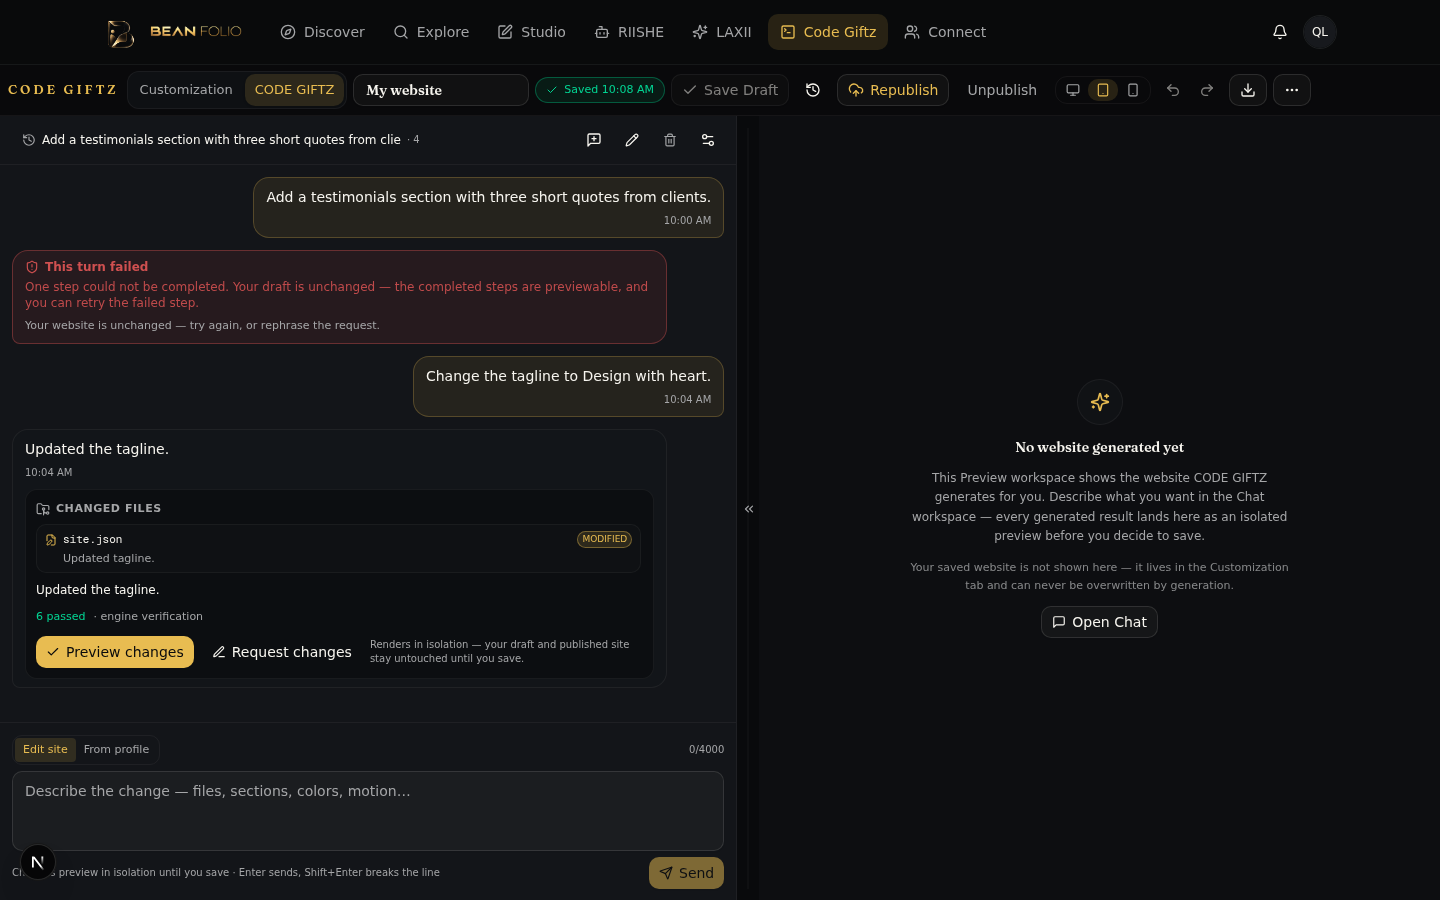 BEAN FOLIO
Discover
Explore
Studio
RIISHE
LAXII
Code Giftz
Connect
QL
CODE GIFTZ
Customization
CODE GIFTZ
My website
Saved 10:08 AM
Save Draft
Republish
Unpublish
Add a testimonials section with three short quotes from clie · 4
Add a testimonials section with three short quotes from clients.
10:00 AM
This turn failed
One step could not be completed. Your draft is unchanged — the completed steps are previewable, and
you can retry the failed step.
Your website is unchanged — try again, or rephrase the request.
Change the tagline to Design with heart.
10:04 AM
Updated the tagline.
10:04 AM
CHANGED FILES
site.json
MODIFIED
Updated tagline.
Updated the tagline.
6 passed · engine verification
Preview changes
Request changes
Renders in isolation — your draft and published site
stay untouched until you save.
Edit site
From profile
0/4000
Describe the change — files, sections, colors, motion...
N
preview in isolation until you save · Enter sends, Shift+Enter breaks the line
Send
No website generated yet
This Preview workspace shows the website CODE GIFTZ
generates for you. Describe what you want in the Chat
workspace — every generated result lands here as an isolated
preview before you decide to save.
Your saved website is not shown here — it lives in the Customization
tab and can never be overwritten by generation.
Open Chat